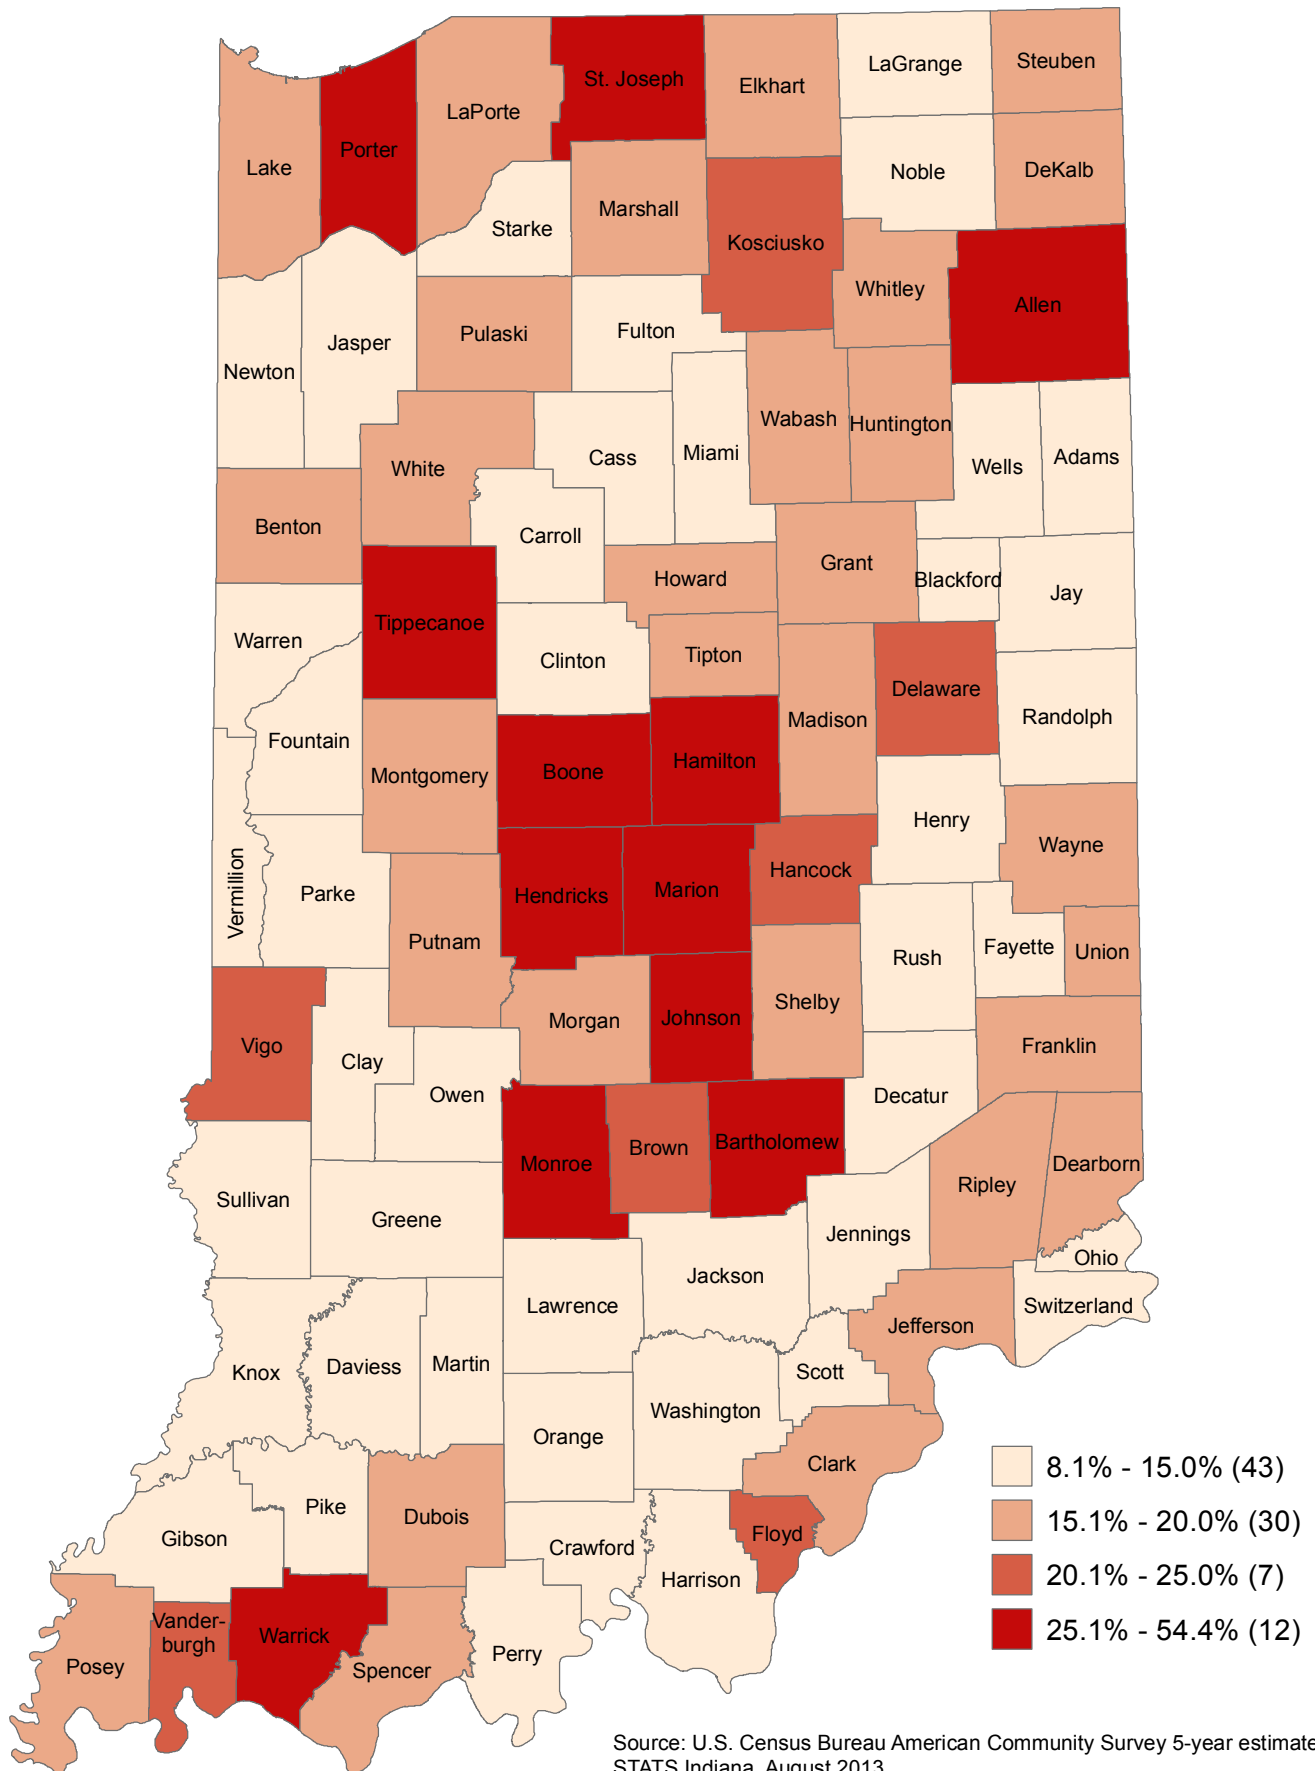 St. Joseph
LaGrange
Steuben
Elkhart
LaPorte
Porter
Lake
Noble
DeKalb
Marshall
Starke
Kosciusko
Whitley
Allen
Pulaski
Fulton
Jasper
Newton
Wabash
Huntington
White
Cass
Miami
Wells
Adams
Benton
Carroll
Grant
Howard
Blackford
Jay
Tippecanoe
Warren
Clinton
Tipton
Delaware
Madison
Randolph
Fountain
Montgomery
Boone
Hamilton
Henry
Wayne
Vermillion
Parke
Hendricks
Marion
Hancock
Putnam
Rush
Fayette
Union
Shelby
Morgan
Johnson
Franklin
Vigo
Clay
Owen
Decatur
Monroe
Brown
Bartholomew
Dearborn
Ripley
Sullivan
Greene
Jennings
Ohio
Jackson
Lawrence
Switzerland
Jefferson
Knox
Daviess
Martin
Scott
Washington
Orange
Clark
Pike
Dubois
Gibson
Crawford
Floyd
Harrison
Vander-
burgh
Warrick
Posey
Spencer
Perry
8.1% - 15.0% (43)
15.1% - 20.0% (30)
20.1% - 25.0% (7)
25.1% - 54.4% (12)
Source: U.S. Census Bureau American Community Survey 5-year estimate
STATS Indiana, August 2013